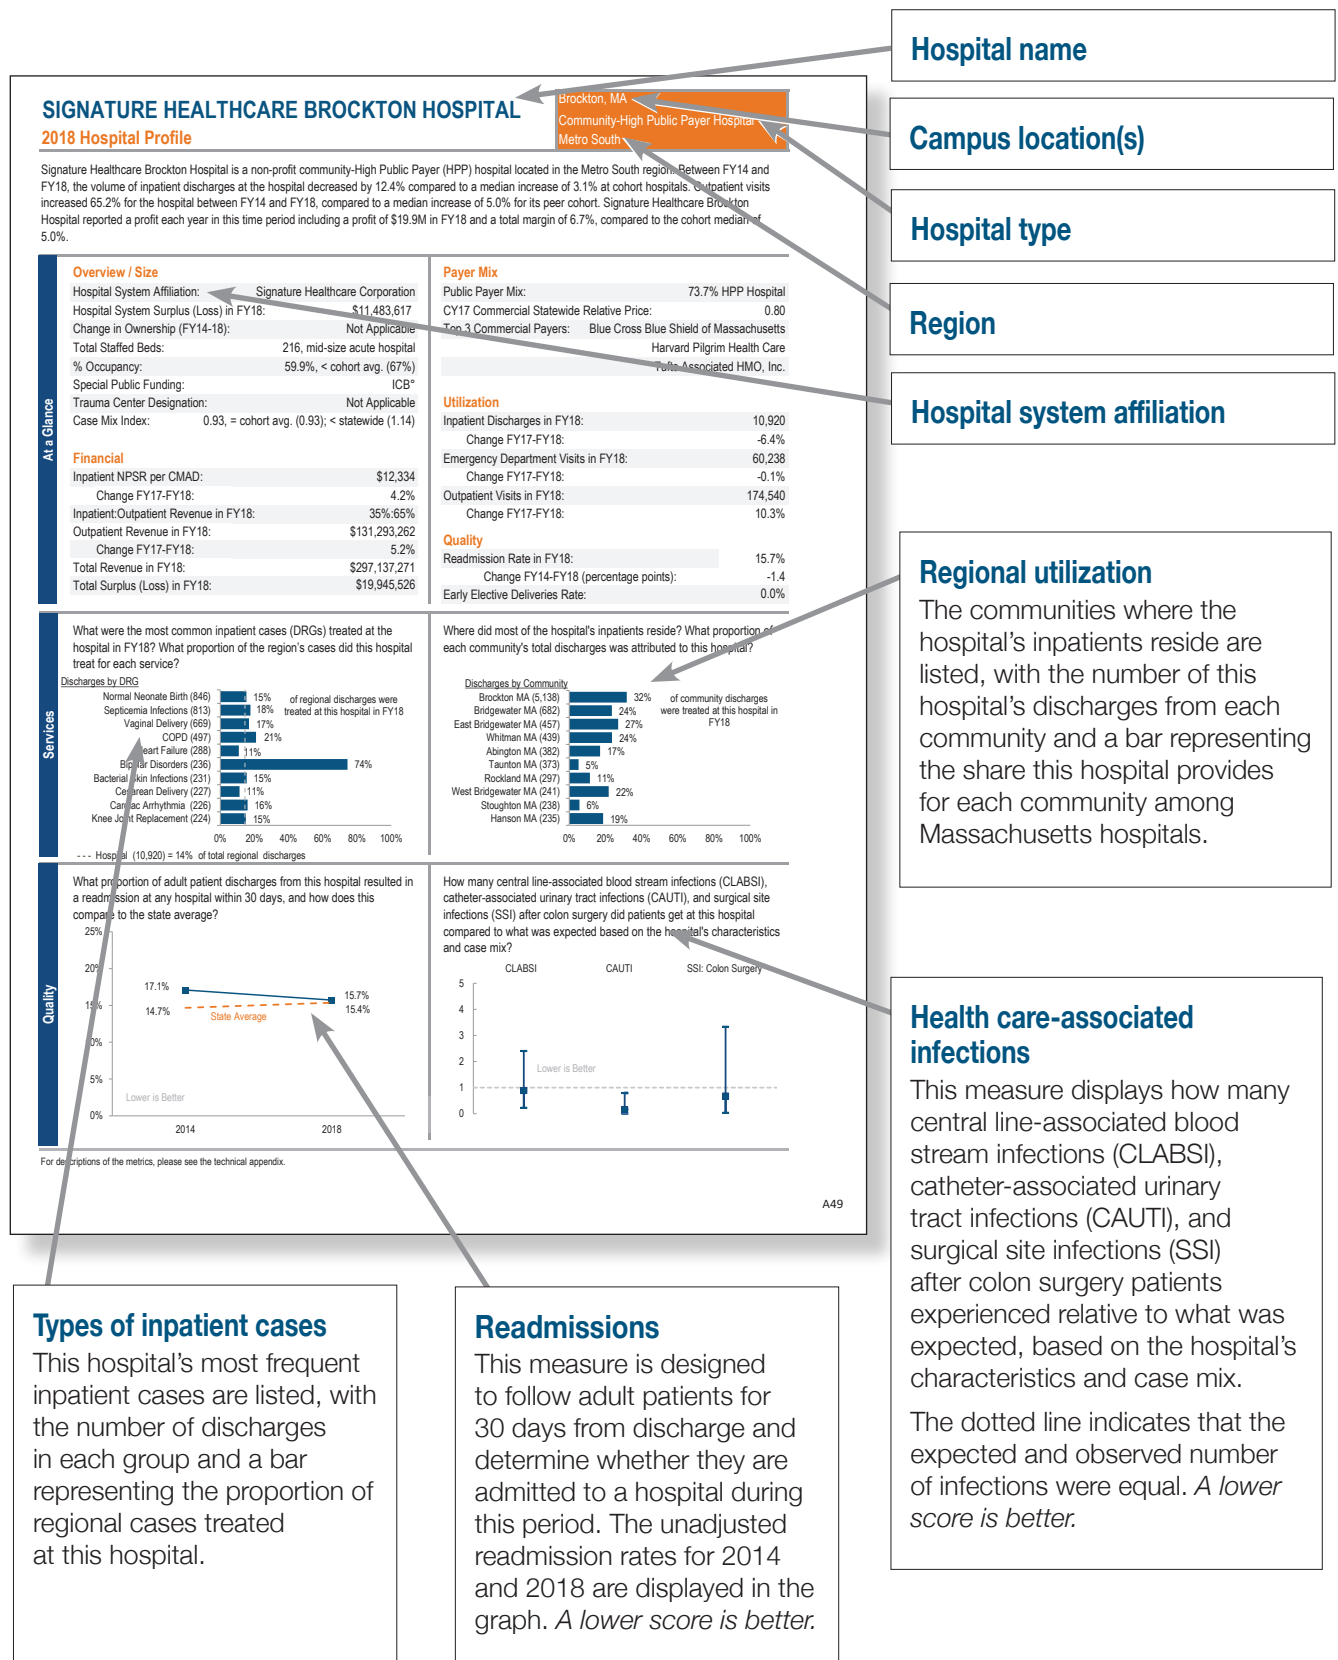 Hospital name
Campus location(s)
Hospital type
Region
Hospital system affiliation
SIGNATURE HEALTHCARE BROCKTON HOSPITAL
2018 Hospital Profile
Brockton, MA
Community-High Public Payer Hospital
Metro South
Signature Healthcare Brockton Hospital is a non-profit community-High Public Payer (HPP) hospital located in the Metro South region. Between FY14 and
FY18, the volume of inpatient discharges at the hospital decreased by 12.4% compared to a median increase of 3.1% at cohort hospitals. Outpatient visits
increased 65.2% for the hospital between FY14 and FY18, compared to a median increase of 5.0% for its peer cohort. Signature Healthcare Brockton
Hospital reported a profit each year in this time period including a profit of $19.9M in FY18 and a total margin of 6.7%, compared to the cohort median of
5.0%.
At a Glance
Overview / Size
Hospital System Affiliation: Signature Healthcare Corporation
Hospital System Surplus (Loss) in FY18: $11,483,617
Change in Ownership (FY14-18): Not Applicable
Total Staffed Beds: 216, mid-size acute hospital
% Occupancy: 59.9%, < cohort avg. (67%)
Special Public Funding: ICB°
Trauma Center Designation: Not Applicable
Case Mix Index: 0.93, = cohort avg. (0.93); < statewide (1.14)
Financial
Inpatient NPSR per CMAD: $12,334
Change FY17-FY18: 4.2%
Inpatient:Outpatient Revenue in FY18: 35%:65%
Outpatient Revenue in FY18: $131,293,262
Change FY17-FY18: 5.2%
Total Revenue in FY18: $297,137,271
Total Surplus (Loss) in FY18: $19,945,526
Payer Mix
Public Payer Mix: 73.7% HPP Hospital
CY17 Commercial Statewide Relative Price: 0.80
Top 3 Commercial Payers: Blue Cross Blue Shield of Massachusetts
Harvard Pilgrim Health Care
Tufts Associated HMO, Inc.
Utilization
Inpatient Discharges in FY18: 10,920
Change FY17-FY18: -6.4%
Emergency Department Visits in FY18: 60,238
Change FY17-FY18: -0.1%
Outpatient Visits in FY18: 174,540
Change FY17-FY18: 10.3%
Quality
Readmission Rate in FY18: 15.7%
Change FY14-FY18 (percentage points): -1.4
Early Elective Deliveries Rate: 0.0%
Services
What were the most common inpatient cases (DRGs) treated at the
hospital in FY18? What proportion of the region's cases did this hospital
treat for each service?
Discharges by DRG
Normal Neonate Birth (846) 15%
Septicemia Infections (813) 18%
Vaginal Delivery (669) 17%
COPD (497) 21%
Heart Failure (288) 11%
Bipolar Disorders (236) 74%
Bacterial Skin Infections (231) 15%
Cesarean Delivery (227) 11%
Cardiac Arrhythmia (226) 16%
Knee Joint Replacement (224) 15%
of regional discharges were
treated at this hospital in FY18
0% 20% 40% 60% 80% 100%
- - - Hospital (10,920) = 14% of total regional discharges
Where did most of the hospital's inpatients reside? What proportion of
each community's total discharges was attributed to this hospital?
Discharges by Community
Brockton MA (5,138) 32%
Bridgewater MA (682) 24%
East Bridgewater MA (457) 27%
Whitman MA (439) 24%
Abington MA (382) 17%
Taunton MA (373) 5%
Rockland MA (297) 11%
West Bridgewater MA (241) 22%
Stoughton MA (238) 6%
Hanson MA (235) 19%
of community discharges
were treated at this hospital in
FY18
0% 20% 40% 60% 80% 100%
Quality
What proportion of adult patient discharges from this hospital resulted in
a readmission at any hospital within 30 days, and how does this
compare to the state average?
25%
20%
15%
10%
5%
0%
17.1%
14.7%
State Average
15.7%
15.4%
Lower is Better
2014 2018
How many central line-associated blood stream infections (CLABSI),
catheter-associated urinary tract infections (CAUTI), and surgical site
infections (SSI) after colon surgery did patients get at this hospital
compared to what was expected based on the hospital's characteristics
and case mix?
CLABSI CAUTI SSI: Colon Surgery
5
4
3
2
1
0
Lower is Better
For descriptions of the metrics, please see the technical appendix.
A49
Regional utilization
The communities where the
hospital’s inpatients reside are
listed, with the number of this
hospital’s discharges from each
community and a bar representing
the share this hospital provides
for each community among
Massachusetts hospitals.
Health care-associated
infections
This measure displays how many
central line-associated blood
stream infections (CLABSI),
catheter-associated urinary
tract infections (CAUTI), and
surgical site infections (SSI)
after colon surgery patients
experienced relative to what was
expected, based on the hospital’s
characteristics and case mix.
The dotted line indicates that the
expected and observed number
of infections were equal. A lower
score is better.
Types of inpatient cases
This hospital’s most frequent
inpatient cases are listed, with
the number of discharges
in each group and a bar
representing the proportion of
regional cases treated
at this hospital.
Readmissions
This measure is designed
to follow adult patients for
30 days from discharge and
determine whether they are
admitted to a hospital during
this period. The unadjusted
readmission rates for 2014
and 2018 are displayed in the
graph. A lower score is better.